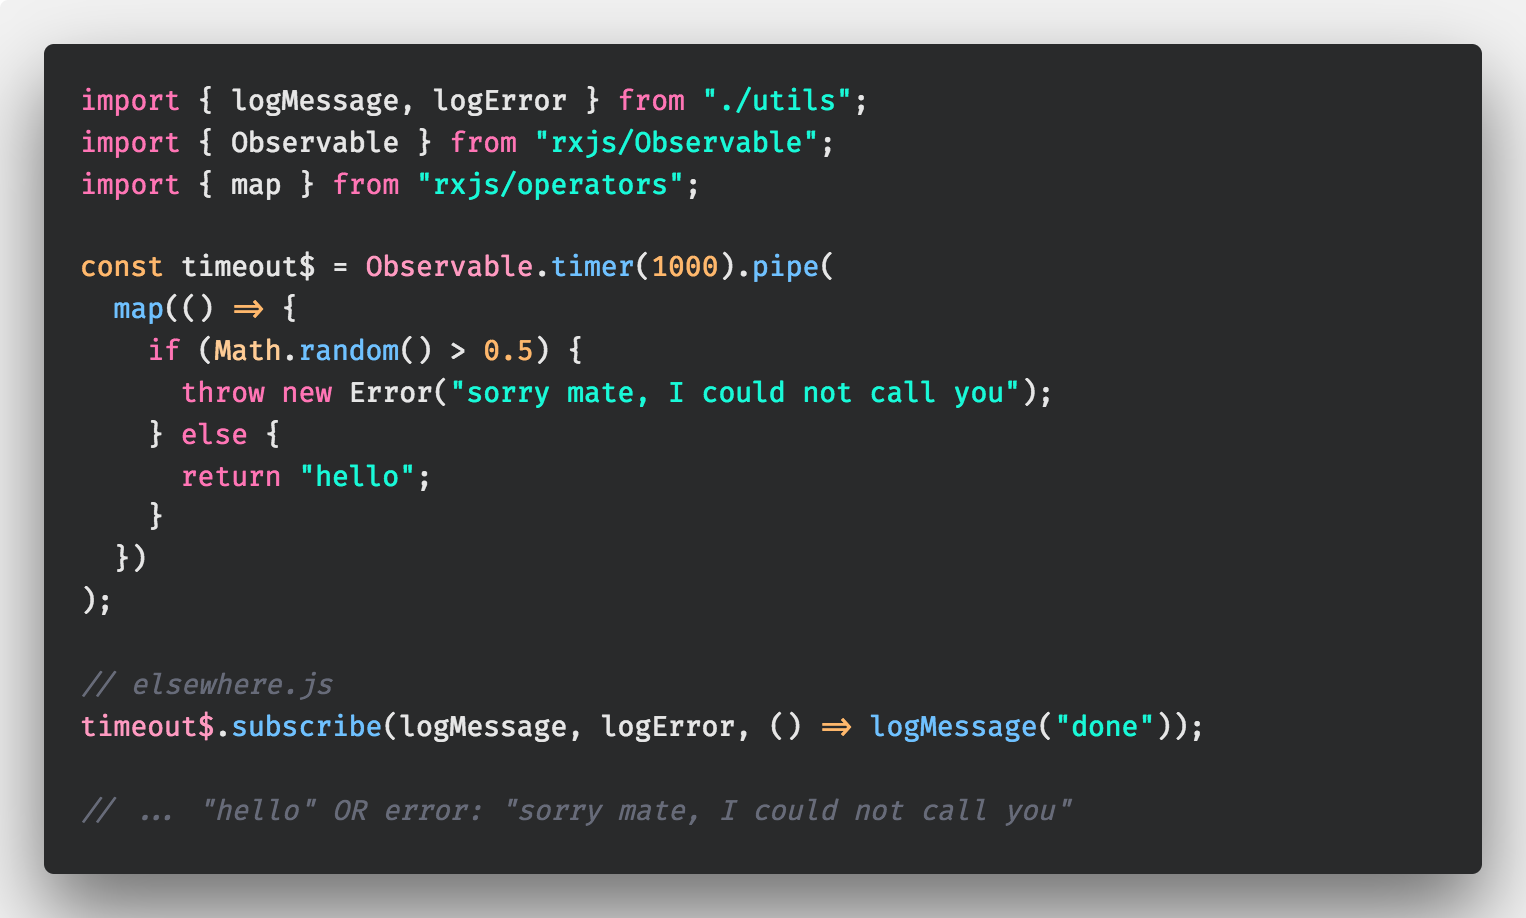 import { logMessage, logError } from "./utils";
import { Observable } from "rxjs/Observable";
import { map } from "rxjs/operators";

const timeout$ = Observable.timer(1000).pipe(
  map(() => {
    if (Math.random() > 0.5) {
      throw new Error("sorry mate, I could not call you");
    } else {
      return "hello";
    }
  })
);

// elsewhere.js
timeout$.subscribe(logMessage, logError, () => logMessage("done"));

// ... "hello" OR error: "sorry mate, I could not call you"